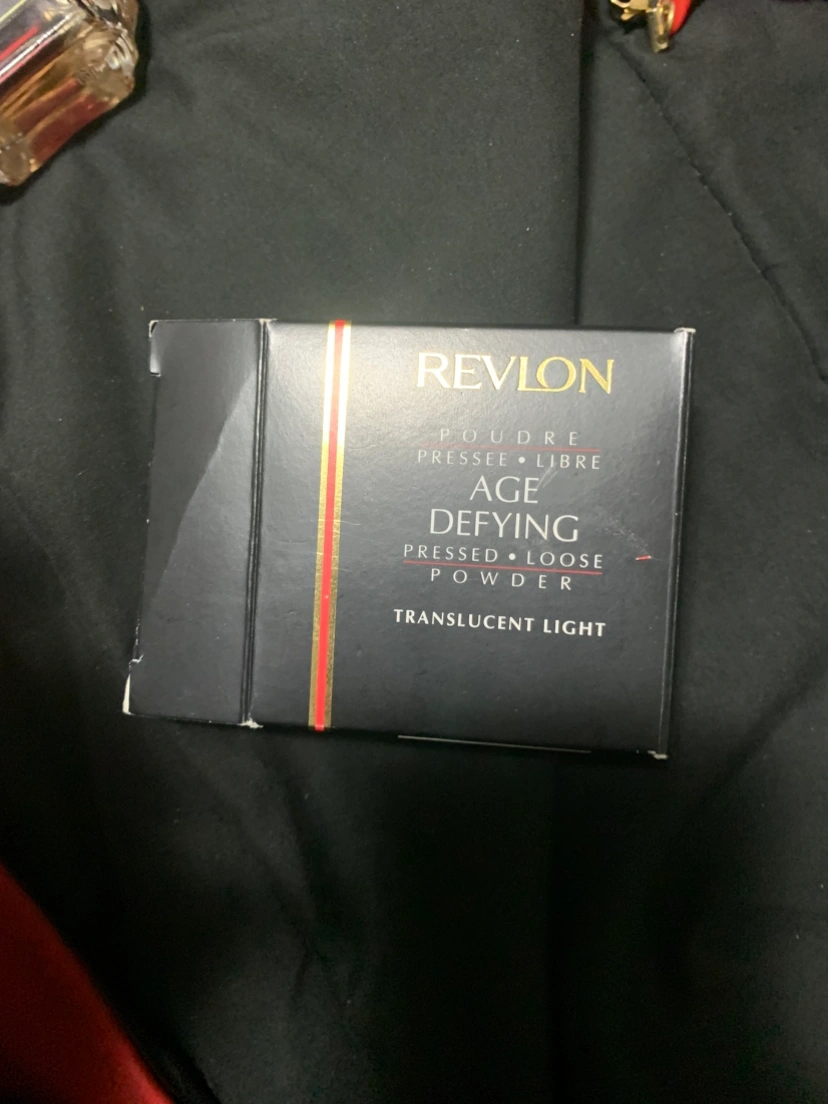 REVLON
POUDRE
PRESSEE • LIBRE
AGE
DEFYING
PRESSED • LOOSE
POWDER
TRANSLUCENT LIGHT